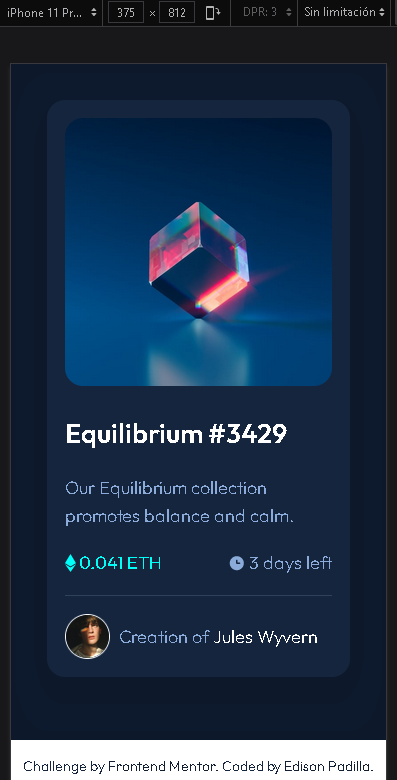 iPhone 11 Pr... 375 × 812 DPR: 3 Sin limitación
Equilibrium #3429
Our Equilibrium collection
promotes balance and calm.
0.041 ETH 3 days left
Creation of Jules Wyvern
Challenge by Frontend Mentor. Coded by Edison Padilla.